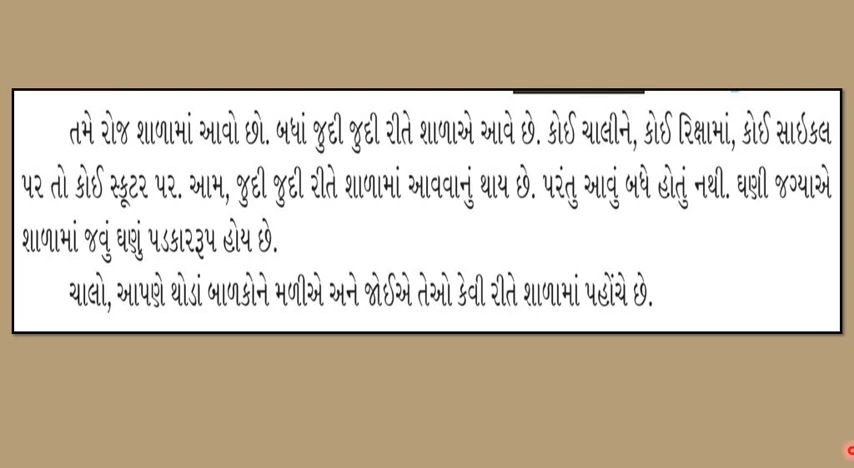 તમે રોજ શાળામાં આવો છો. બધાં જુદી જુદી રીતે શાળાએ આવે છે. કોઈ ચાલીને, કોઈ રિક્ષામાં, કોઈ સાઇકલ
પર તો કોઈ સ્કૂટર પર. આમ, જુદી જુદી રીતે શાળામાં આવવાનું થાય છે. પરંતુ આવું બધે હોતું નથી. ઘણી જગ્યાએ
શાળામાં જવું ઘણું પડકારરૂપ હોય છે.
ચાલો, આપણે થોડાં બાળકોને મળીએ અને જોઈએ તેઓ કેવી રીતે શાળામાં પહોંચે છે.